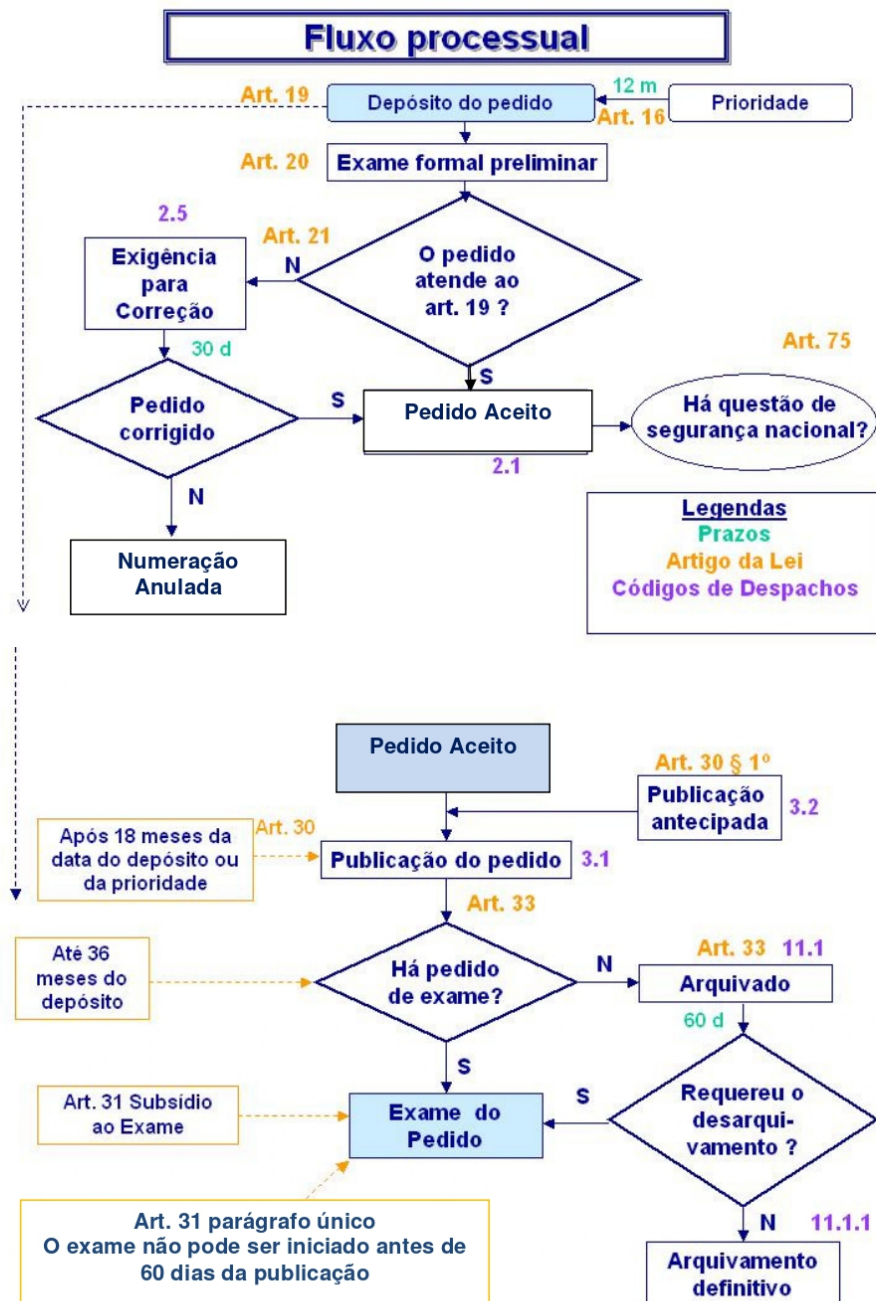 Fluxo processual
Art. 19
Depósito do pedido
12 m
Art. 16
Prioridade
Art. 20
Exame formal preliminar
2.5
Art. 21
Exigência
para
Correção
N
O pedido
atende ao
art. 19 ?
30 d
S
Art. 75
Pedido
corrigido
S
Pedido Aceito
2.1
Há questão de
segurança nacional?
N
Numeração
Anulada
Legendas
Prazos
Artigo da Lei
Códigos de Despachos
Pedido Aceito
Art. 30 § 1º
Publicação
antecipada
3.2
Após 18 meses da
data do depósito ou
da prioridade
Art. 30
Publicação do pedido
3.1
Art. 33
Até 36
meses do
depósito
Há pedido
de exame?
N
Art. 33 11.1
Arquivado
60 d
S
Art. 31 Subsídio
ao Exame
Exame do
Pedido
S
Requereu o
desarqui-
vamento ?
Art. 31 parágrafo único
O exame não pode ser iniciado antes de
60 dias da publicação
N
11.1.1
Arquivamento
definitivo